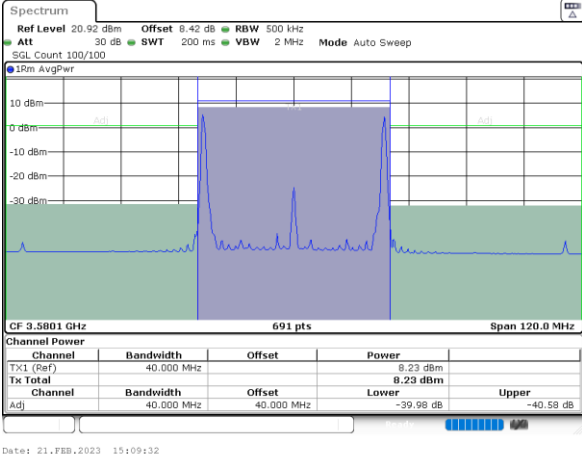 Spectrum
Ref Level 20.92 dBm Offset 8.42 dB RBW 500 kHz
Att 30 dB SWT 200 ms VBW 2 MHz Mode Auto Sweep
SGL Count 100/100
1Rm AvgPwr
10 dBm
Adj Adj
0 dBm
-10 dBm
-20 dBm
-30 dBm
CF 3.5801 GHz 691 pts Span 120.0 MHz
Channel Power
Channel Bandwidth Offset Power
TX1 (Ref) 40.000 MHz 8.23 dBm
Tx Total 8.23 dBm
Channel Bandwidth Offset Lower Upper
Adj 40.000 MHz 40.000 MHz -39.98 dB -40.58 dB
Ready
Date: 21.FEB.2023 15:09:32